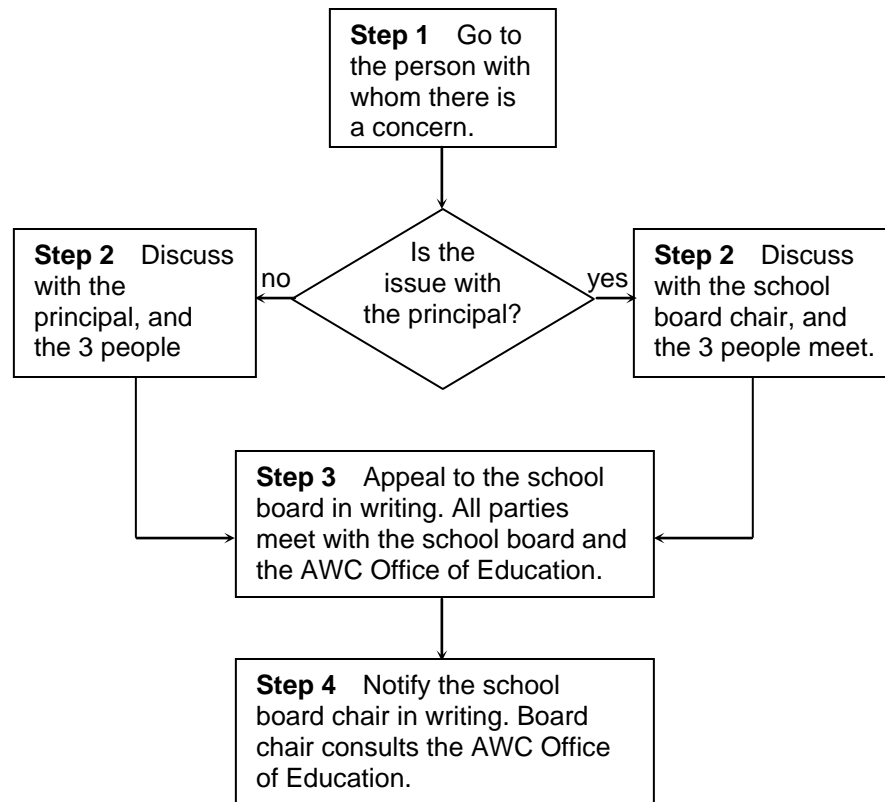 Step 1 Go to
the person with
whom there is
a concern.
Is the
issue with
the principal?
no
yes
Step 2 Discuss
with the
principal, and
the 3 people
Step 2 Discuss
with the school
board chair, and
the 3 people meet.
Step 3 Appeal to the school
board in writing. All parties
meet with the school board and
the AWC Office of Education.
Step 4 Notify the school
board chair in writing. Board
chair consults the AWC Office
of Education.